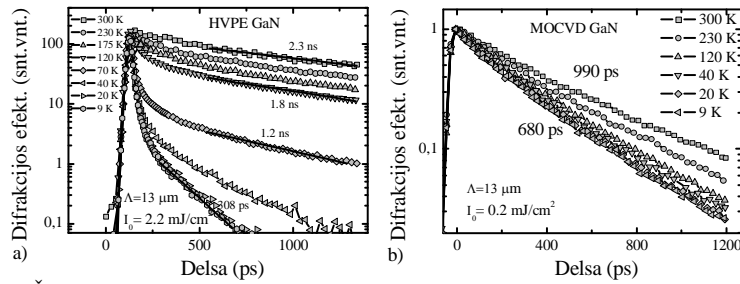 HVPE GaN
300 K
230 K
175 K
120 K
70 K
40 K
20 K
9 K
2.3 ns
1.8 ns
1.2 ns
308 ps
Λ=13 μm
I₀= 2.2 mJ/cm²
Difrakcijos efekt. (snt.vnt.)
100
10
1
0,1
0
500
1000
Delsa (ps)
a)
MOCVD GaN
300 K
230 K
120 K
40 K
20 K
9 K
990 ps
680 ps
Λ=13 μm
I₀= 0.2 mJ/cm²
Difrakcijos efekt. (snt.vnt.)
1
0,1
0
400
800
1200
Delsa (ps)
b)